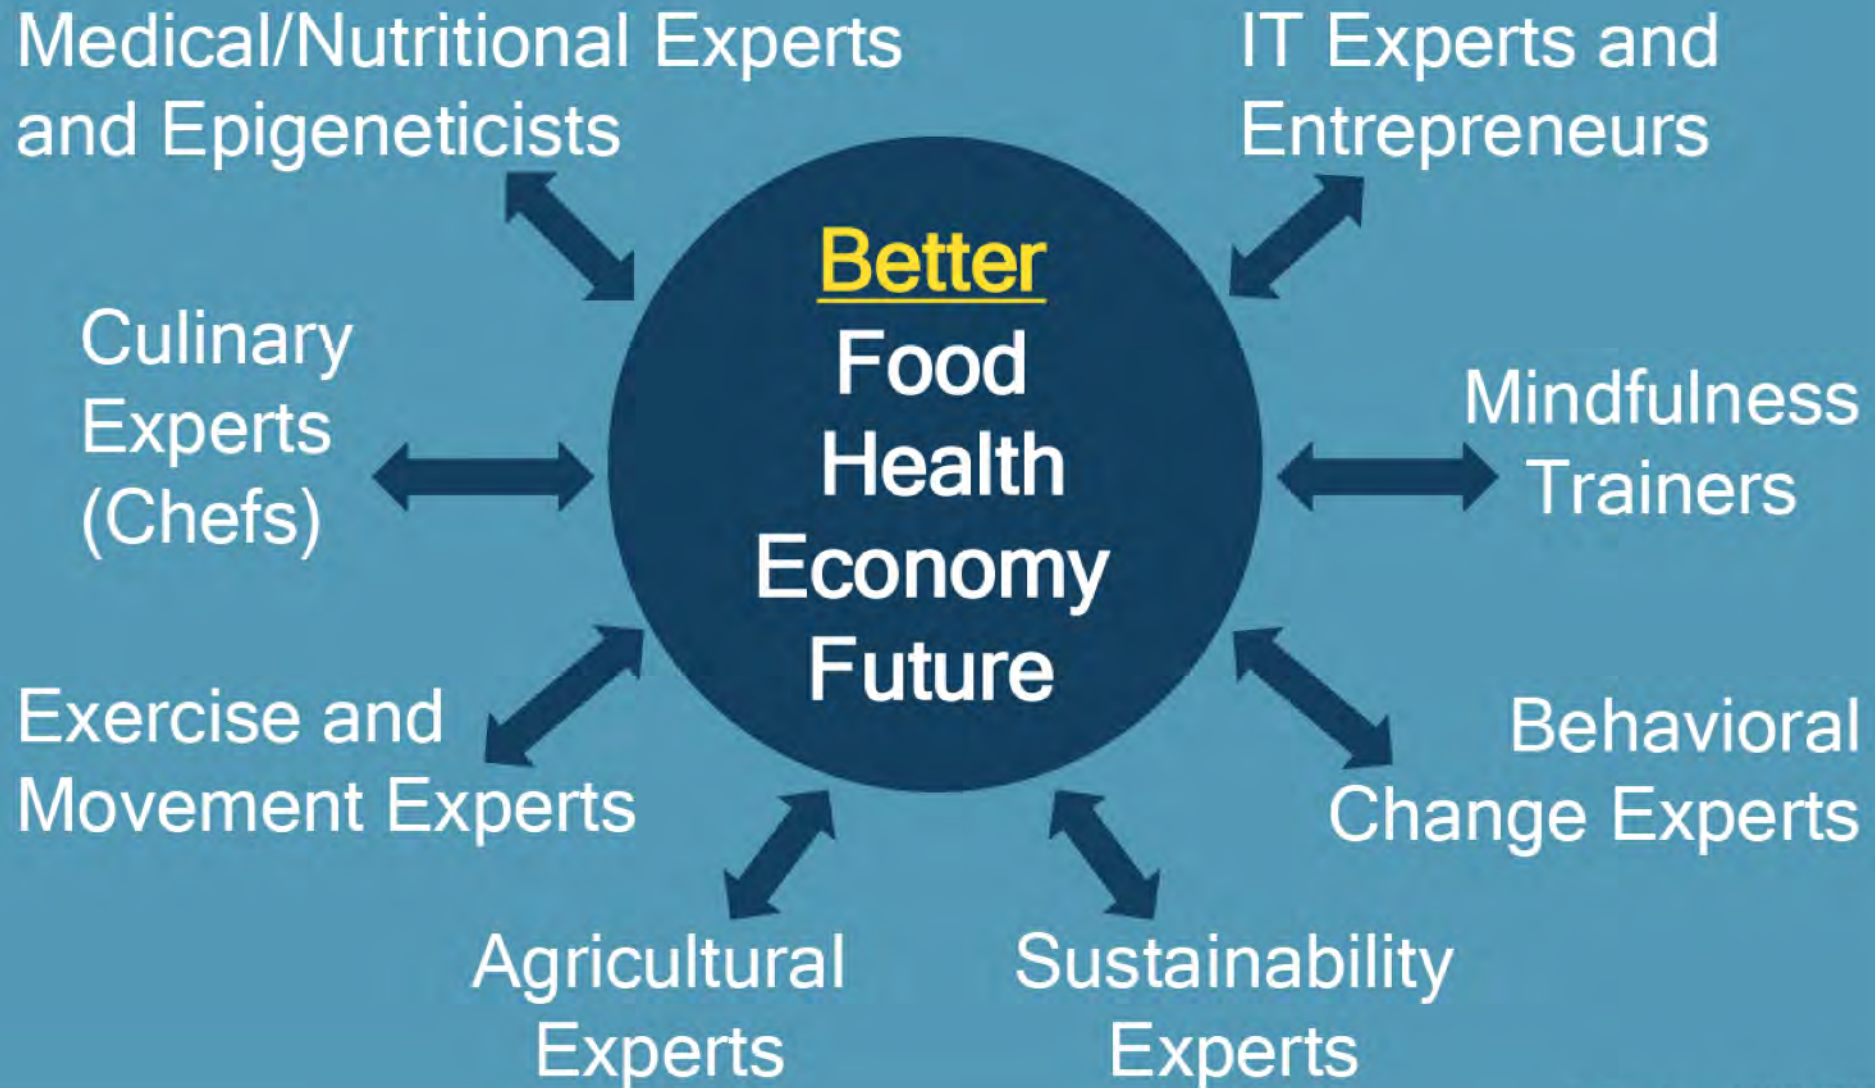 Medical/Nutritional Experts
and Epigeneticists
IT Experts and
Entrepreneurs
Better
Food
Health
Economy
Future
Culinary
Experts
(Chefs)
Mindfulness
Trainers
Exercise and
Movement Experts
Behavioral
Change Experts
Agricultural
Experts
Sustainability
Experts